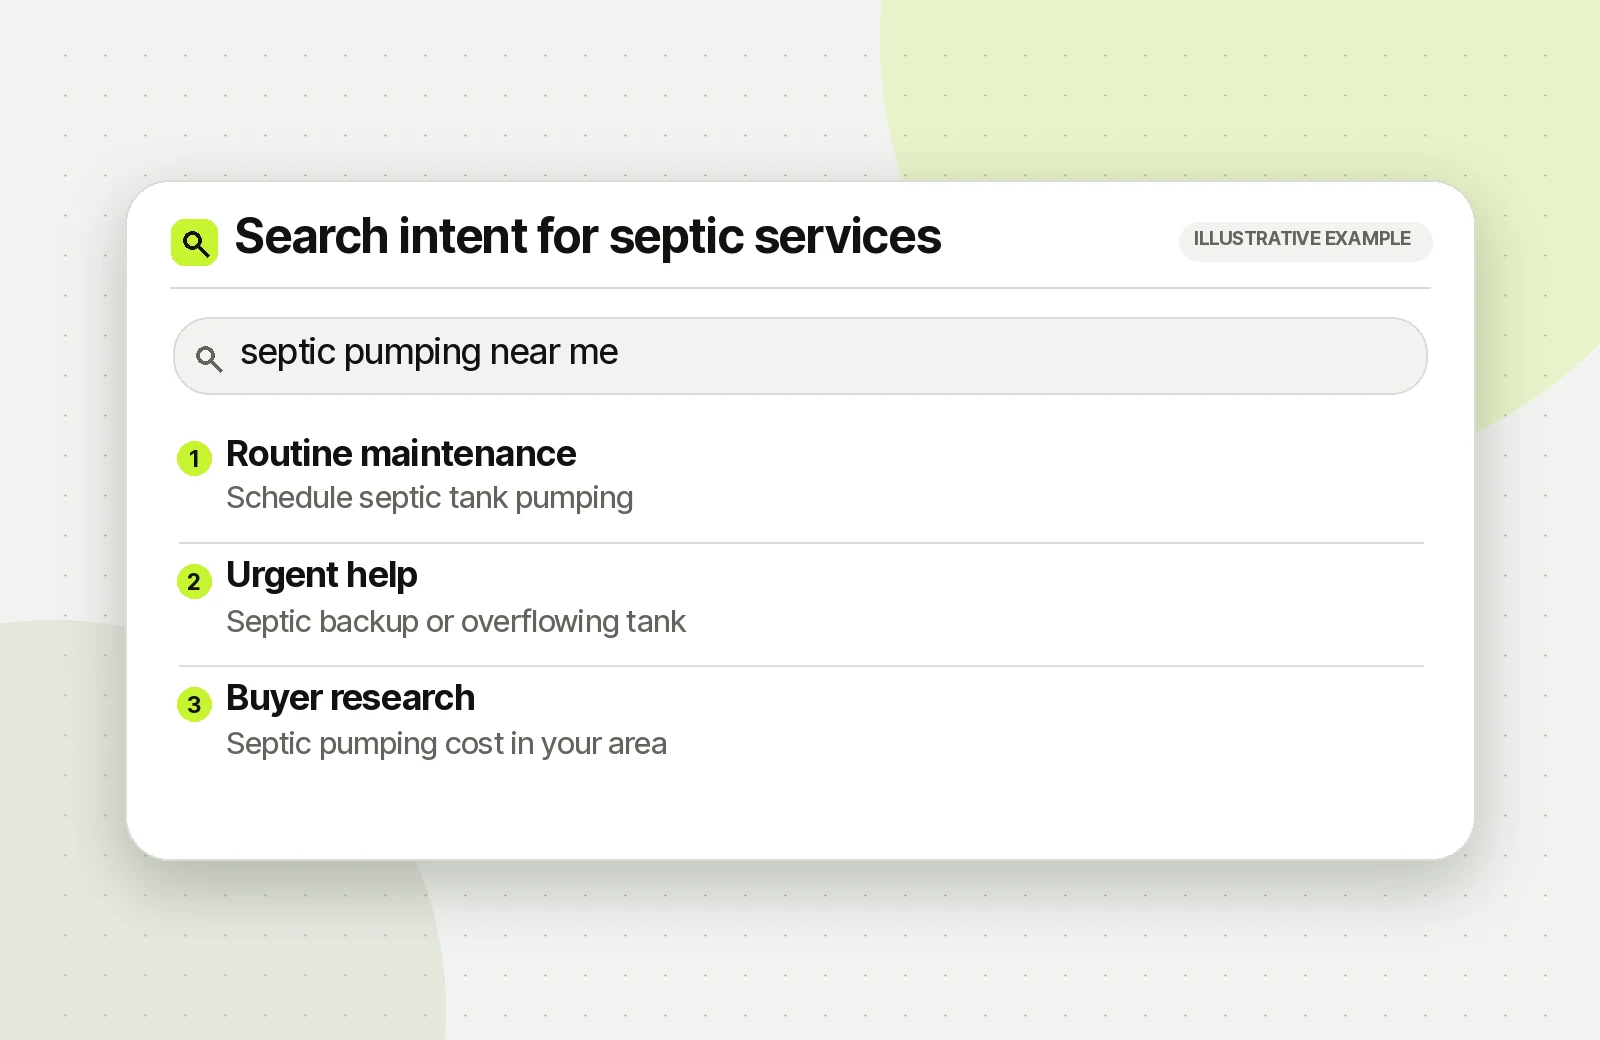 Search intent for septic services
ILLUSTRATIVE EXAMPLE
septic pumping near me
1 Routine maintenance
Schedule septic tank pumping
2 Urgent help
Septic backup or overflowing tank
3 Buyer research
Septic pumping cost in your area